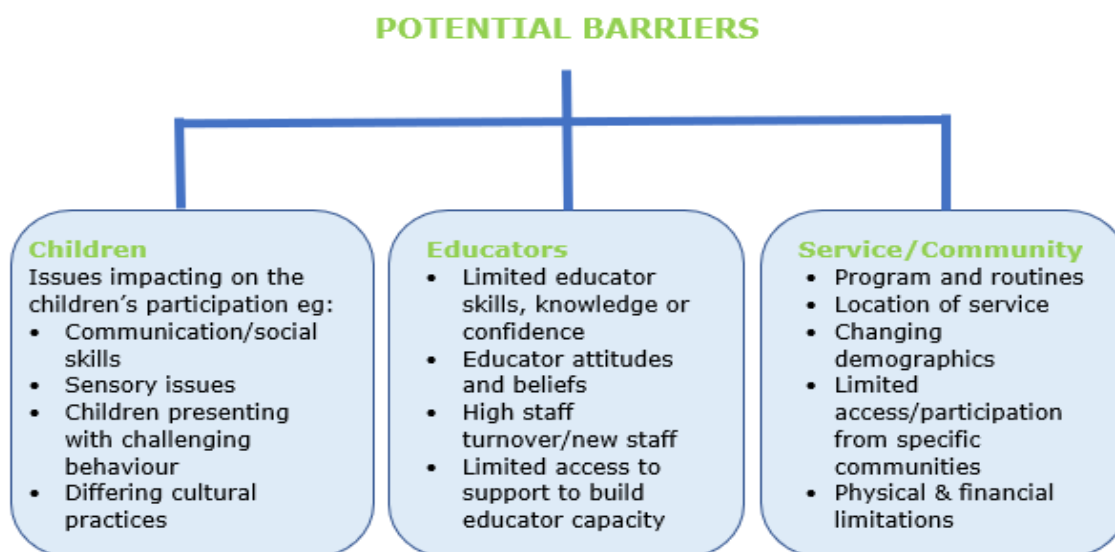 POTENTIAL BARRIERS
Children
Issues impacting on the
children's participation eg:
• Communication/social
skills
• Sensory issues
• Children presenting
with challenging
behaviour
• Differing cultural
practices
Educators
• Limited educator
skills, knowledge or
confidence
• Educator attitudes
and beliefs
• High staff
turnover/new staff
• Limited access to
support to build
educator capacity
Service/Community
• Program and routines
• Location of service
• Changing
demographics
• Limited
access/participation
from specific
communities
• Physical & financial
limitations